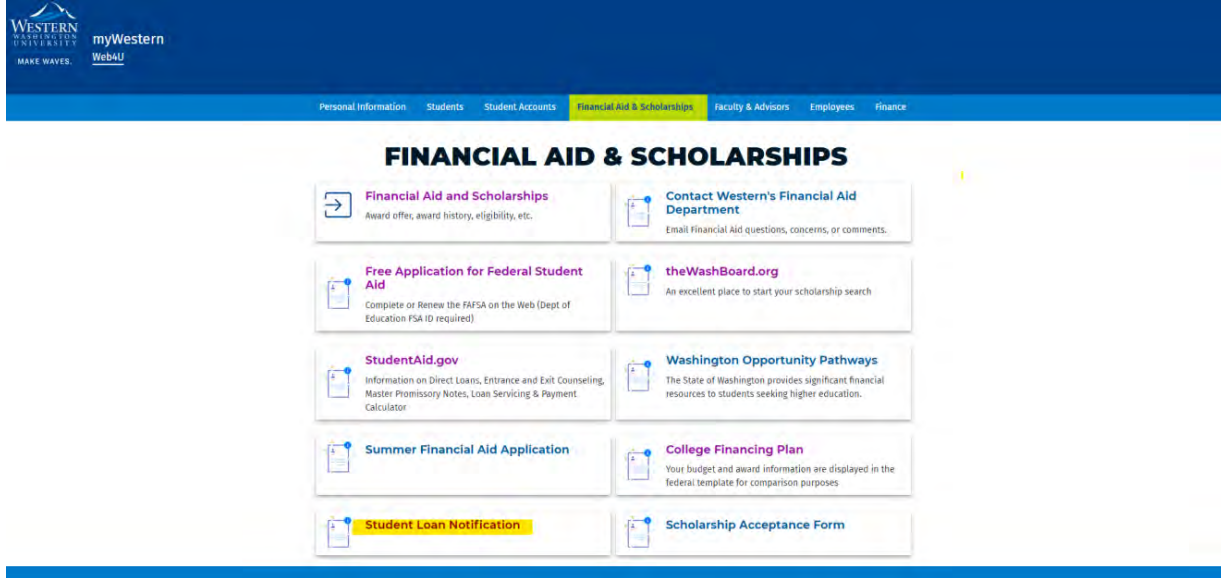 WESTERN
WASHINGTON
UNIVERSITY
MAKE WAVES.
myWestern
Web4U
Personal Information Students Student Accounts Financial Aid & Scholarships Faculty & Advisors Employees Finance
FINANCIAL AID & SCHOLARSHIPS
Financial Aid and Scholarships
Award offer, award history, eligibility, etc.
Contact Western's Financial Aid
Department
Email Financial Aid questions, concerns, or comments.
Free Application for Federal Student
Aid
Complete or Renew the FAFSA on the Web (Dept of
Education FSA ID required)
theWashBoard.org
An excellent place to start your scholarship search
StudentAid.gov
Information on Direct Loans, Entrance and Exit Counseling,
Master Promissory Notes, Loan Servicing & Payment
Calculator
Washington Opportunity Pathways
The State of Washington provides significant financial
resources to students seeking higher education.
Summer Financial Aid Application
College Financing Plan
Your budget and award information are displayed in the
federal template for comparison purposes
Student Loan Notification
Scholarship Acceptance Form